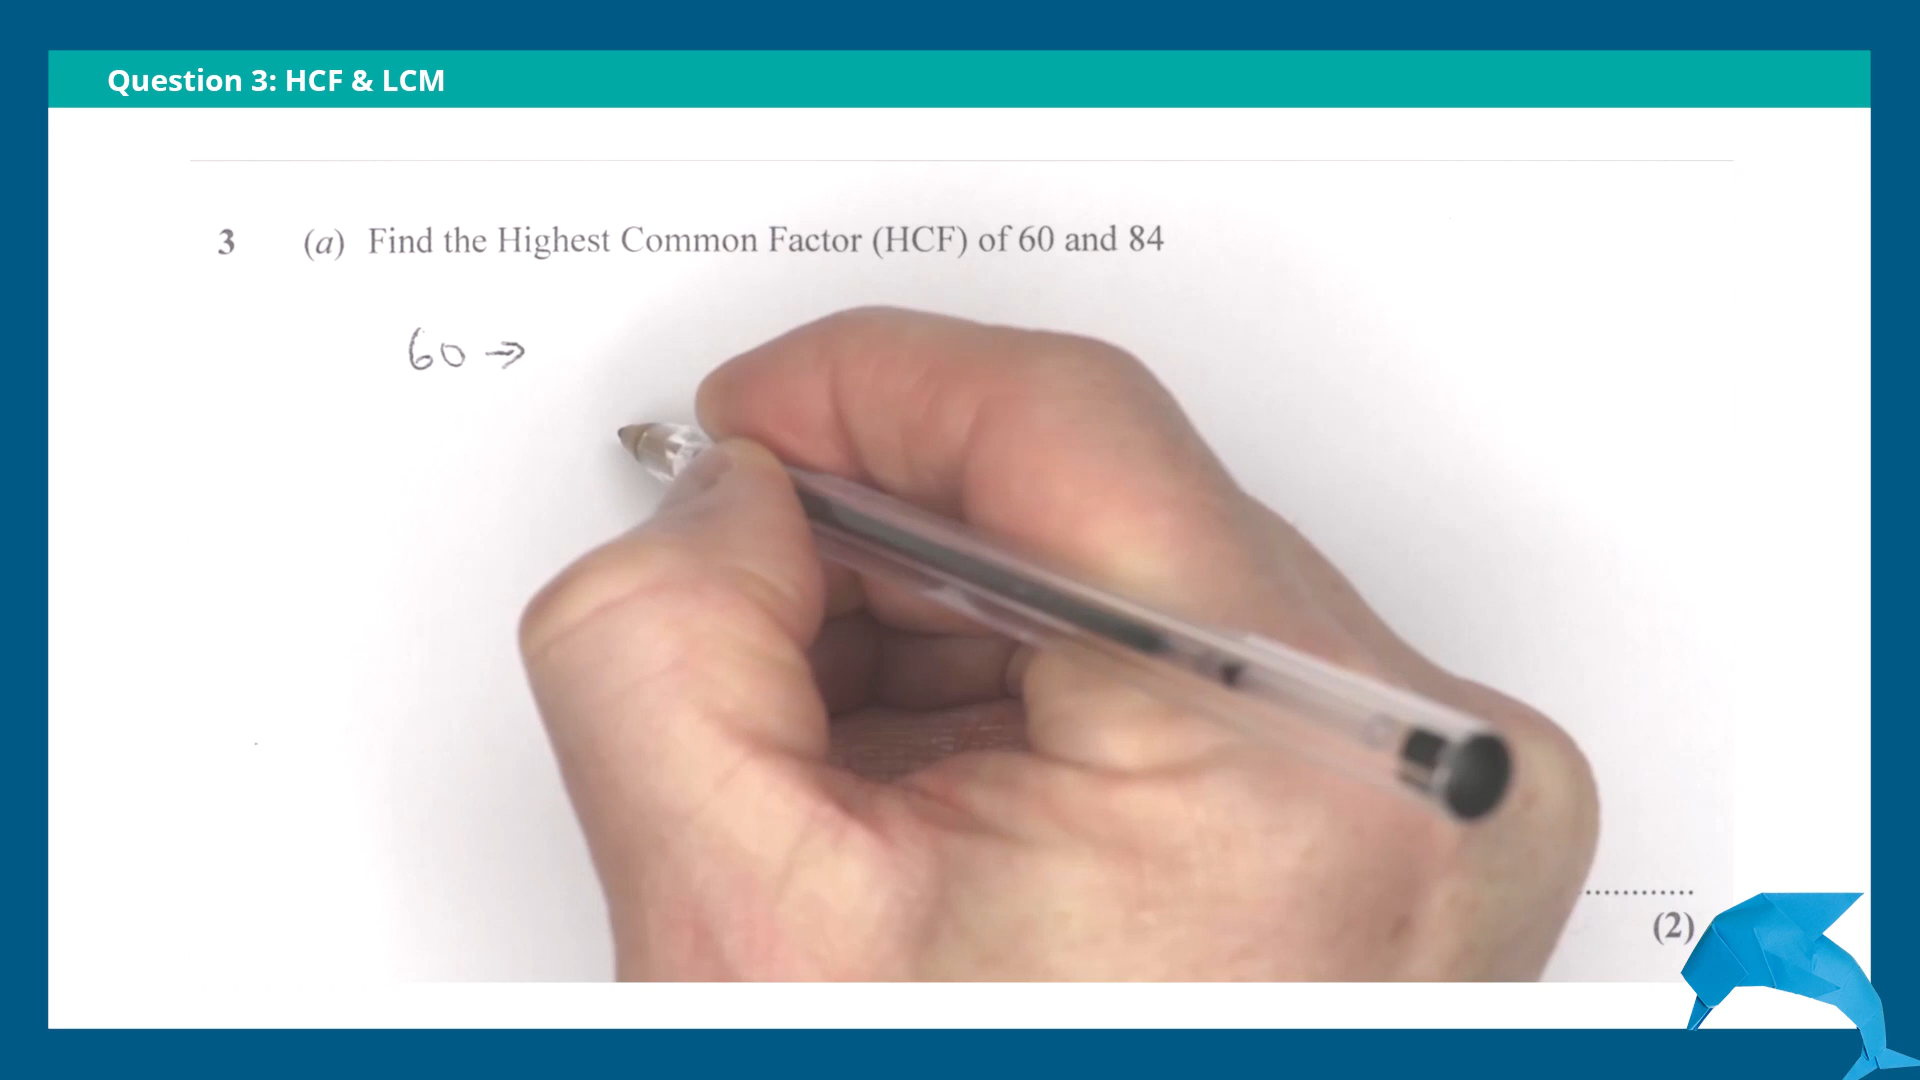 Question 3: HCF & LCM
3 (a) Find the Highest Common Factor (HCF) of 60 and 84
60 →
............
(2)